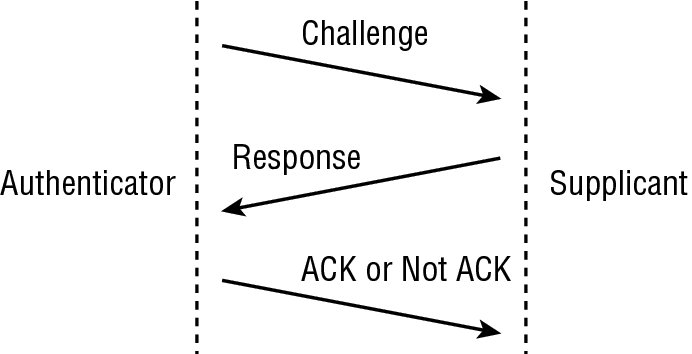 Challenge
Response
Authenticator
Supplicant
ACK or Not ACK